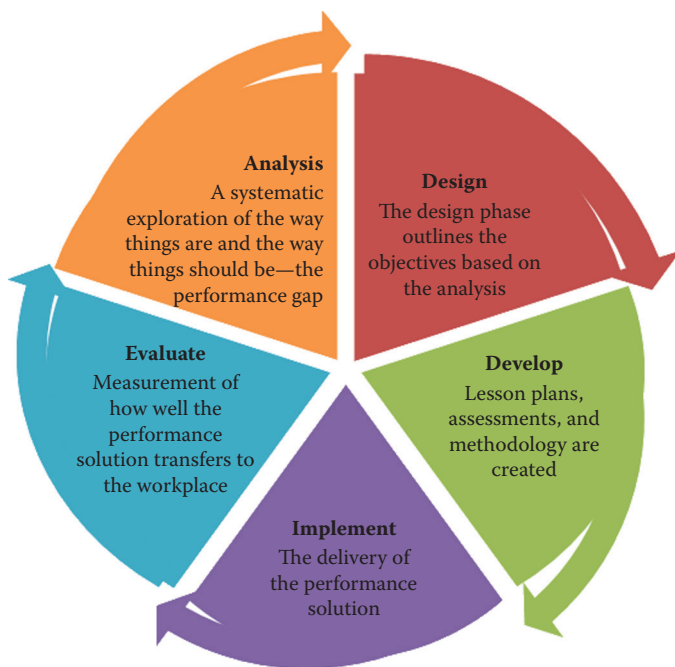 Analysis
A systematic
exploration of the way
things are and the way
things should be—the
performance gap
Design
The design phase
outlines the
objectives based on
the analysis
Develop
Lesson plans,
assessments, and
methodology are
created
Implement
The delivery of
the performance
solution
Evaluate
Measurement of
how well the
performance
solution transfers to
the workplace